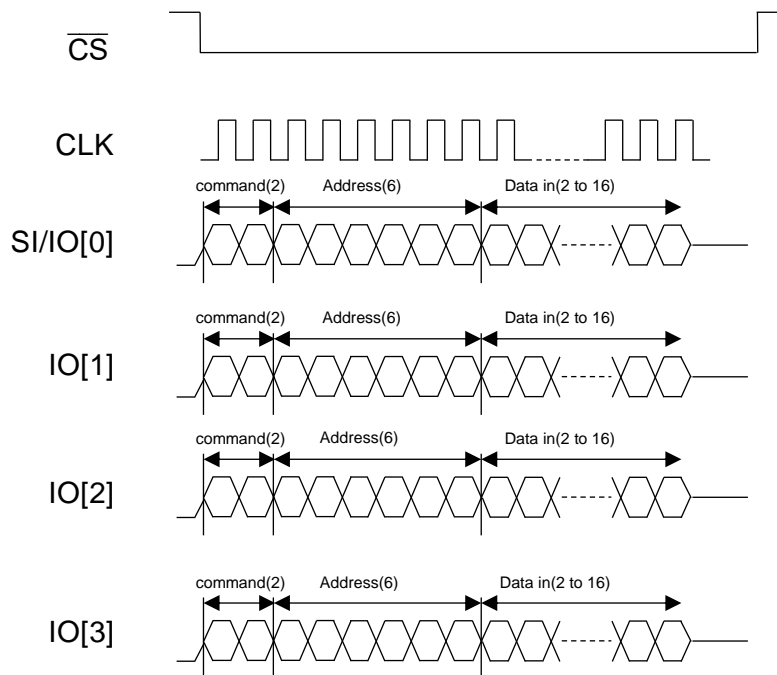 CS
CLK
command(2) Address(6) Data in(2 to 16)
SI/IO[0]
command(2) Address(6) Data in(2 to 16)
IO[1]
command(2) Address(6) Data in(2 to 16)
IO[2]
command(2) Address(6) Data in(2 to 16)
IO[3]